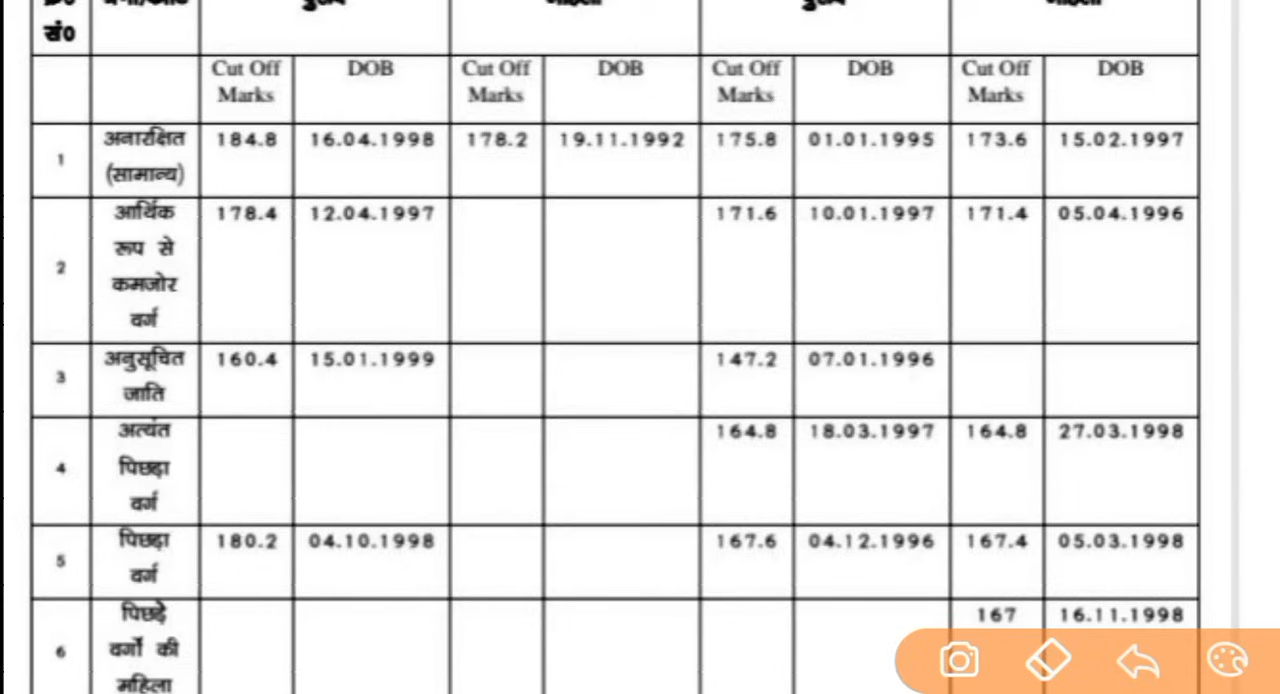 सं०
Cut Off Marks DOB Cut Off Marks DOB Cut Off Marks DOB Cut Off Marks DOB
1 अनारक्षित (सामान्य) 184.8 16.04.1998 178.2 19.11.1992 175.8 01.01.1995 173.6 15.02.1997
2 आर्थिक रूप से कमजोर वर्ग 178.4 12.04.1997 171.6 10.01.1997 171.4 05.04.1996
3 अनुसूचित जाति 160.4 15.01.1999 147.2 07.01.1996
4 अत्यंत पिछड़ा वर्ग 164.8 18.03.1997 164.8 27.03.1998
5 पिछड़ा वर्ग 180.2 04.10.1998 167.6 04.12.1996 167.4 05.03.1998
6 पिछड़े वर्गों की महिला 167 16.11.1998